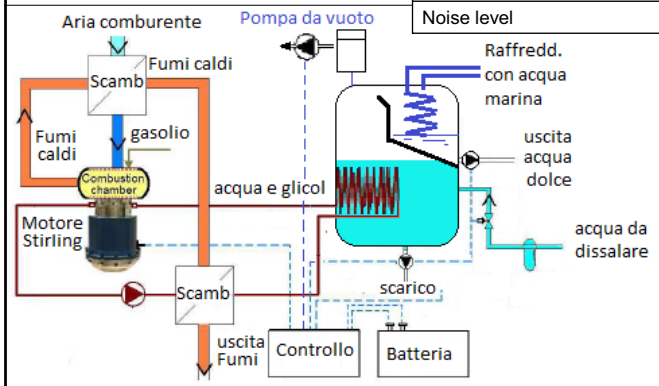 Noise level
Pompa da vuoto
Aria comburente
Scamb
Fumi caldi
Raffredd.
con acqua
marina
Fumi
caldi
gasolio
Combustion
chamber
acqua e glicol
uscita
acqua
dolce
Motore
Stirling
acqua da
dissalare
Scamb
scarico
uscita
Fumi
Controllo
Batteria